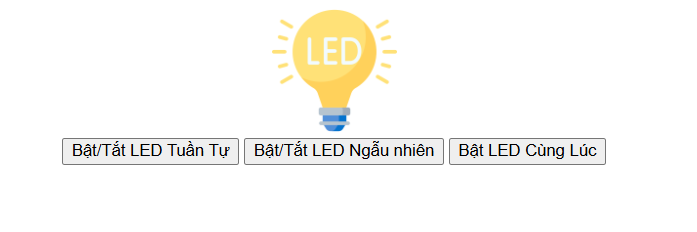 LED
Bật/Tắt LED Tuần Tự Bật/Tắt LED Ngẫu nhiên Bật LED Cùng Lúc